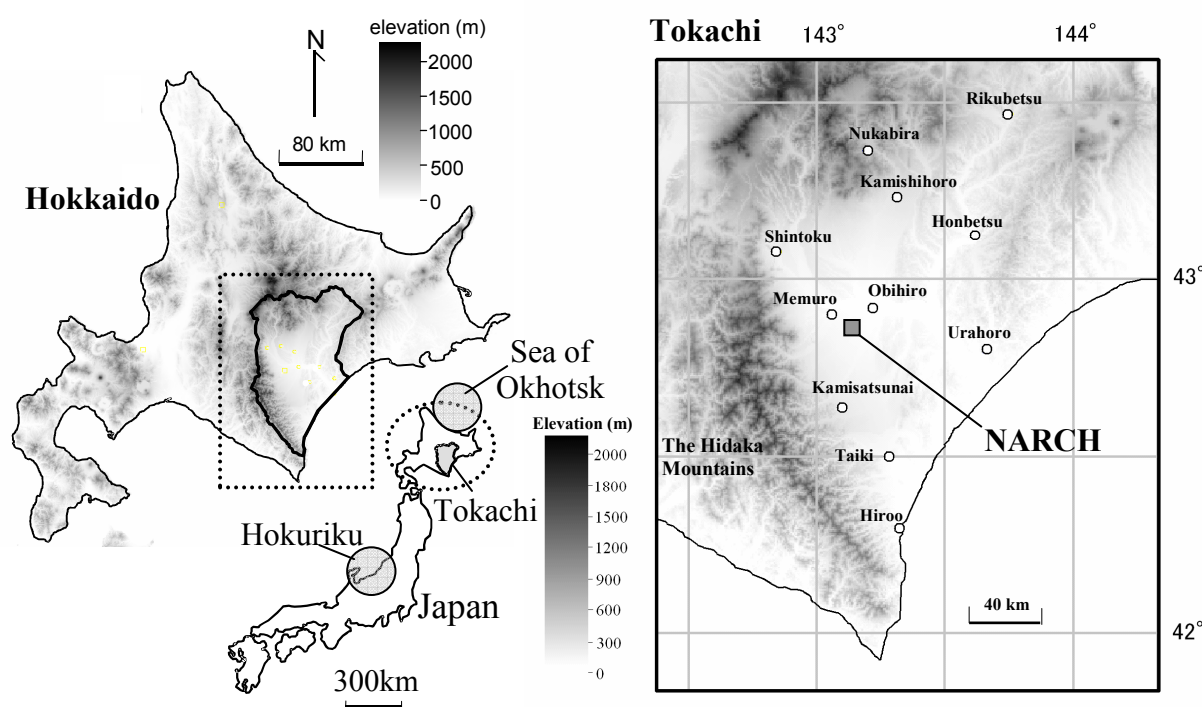 elevation (m)
N
2000
1500
1000
500
0
80 km
Hokkaido
Sea of
Okhotsk
Tokachi
Hokuriku
Japan
300km
Elevation (m)
2000
1800
1500
1200
900
600
300
0
Tokachi
143°
144°
Rikubetsu
Nukabira
Kamishihoro
Honbetsu
Shintoku
43°
Memuro
Obihiro
Urahoro
Kamisatsunai
NARCH
The Hidaka
Mountains
Taiki
Hiroo
40 km
42°